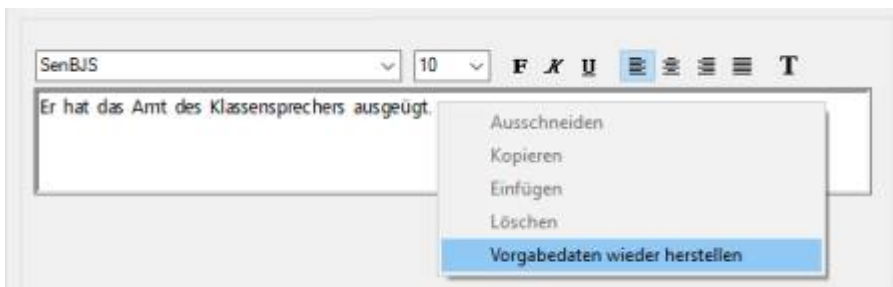 SenBJS 10 F K U T
Er hat das Amt des Klassensprechers ausgeügt.
Ausschneiden
Kopieren
Einfügen
Löschen
Vorgabedaten wieder herstellen